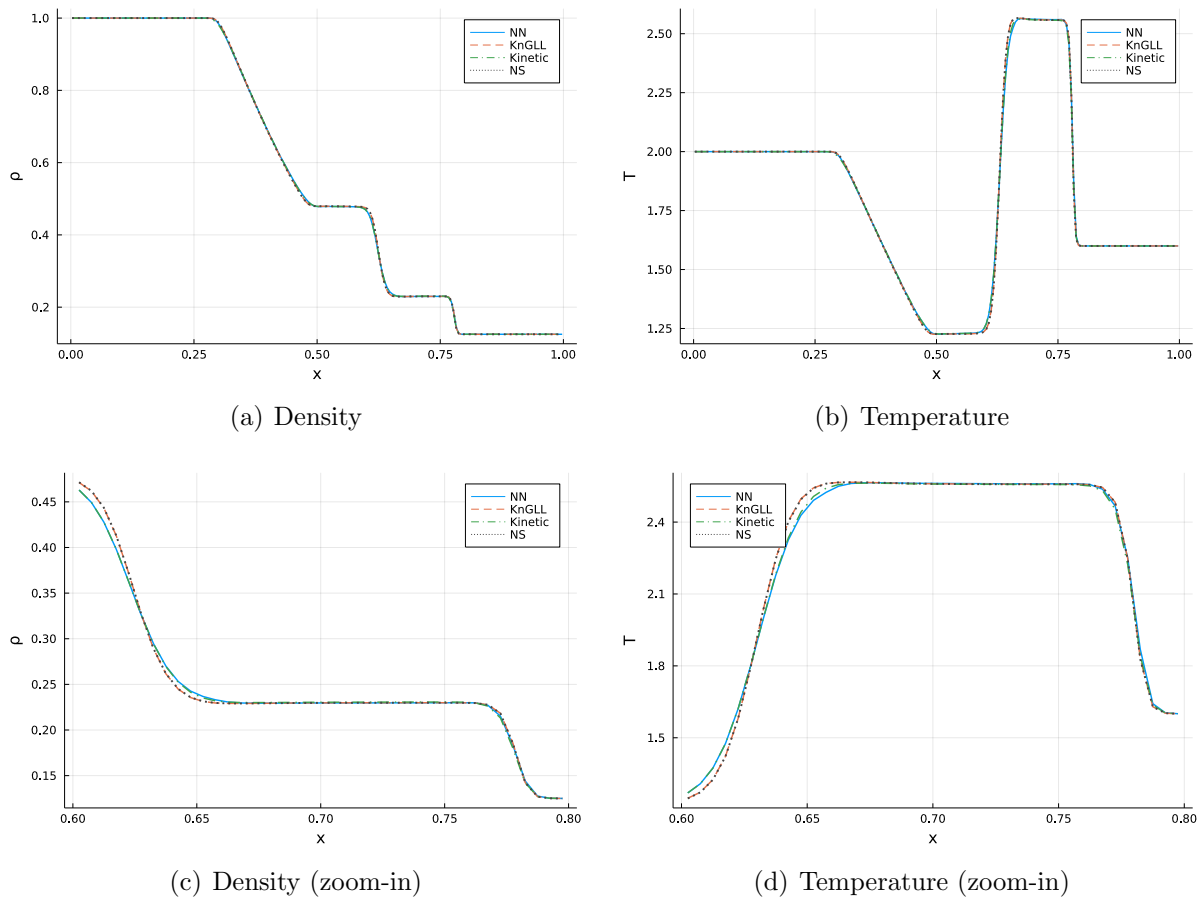 1.0
0.8
0.6
0.4
0.2
ρ
0.00
0.25
0.50
0.75
1.00
x
NN
KnGLL
Kinetic
NS
(a) Density
2.50
2.25
2.00
1.75
1.50
1.25
T
0.00
0.25
0.50
0.75
1.00
x
NN
KnGLL
Kinetic
NS
(b) Temperature
0.45
0.40
0.35
0.30
0.25
0.20
0.15
ρ
0.60
0.65
0.70
0.75
0.80
x
NN
KnGLL
Kinetic
NS
(c) Density (zoom-in)
2.4
2.1
1.8
1.5
T
0.60
0.65
0.70
0.75
0.80
x
NN
KnGLL
Kinetic
NS
(d) Temperature (zoom-in)